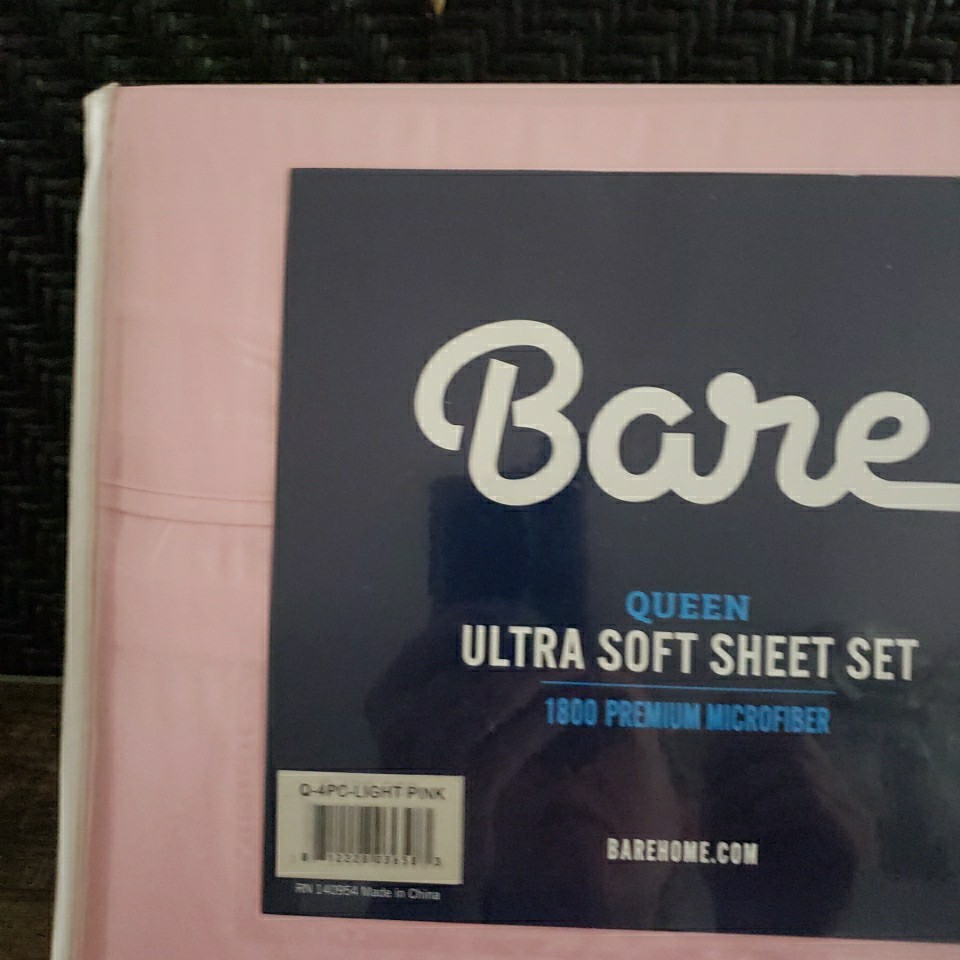 Bare
QUEEN
ULTRA SOFT SHEET SET
1800 PREMIUM MICROFIBER
Q-4PC-LIGHT PINK
BAREHOME.COM
RN 140954 Made in China